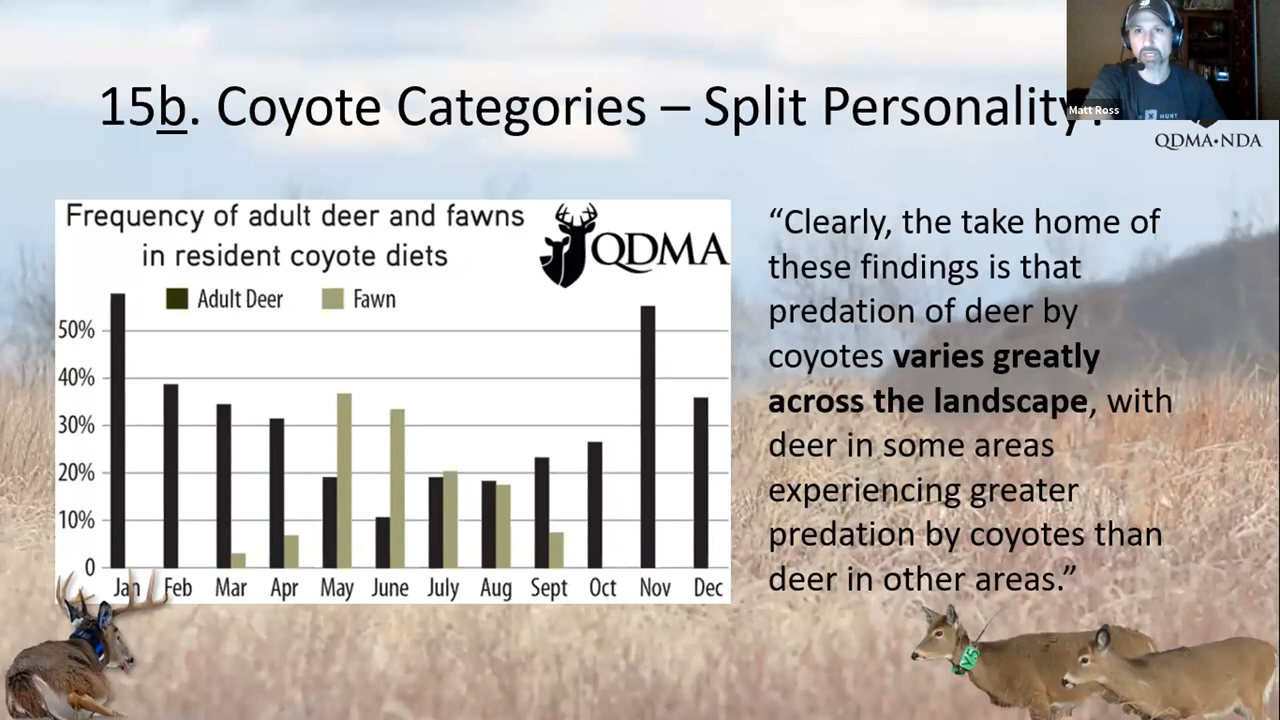 15b. Coyote Categories – Split Personality?
Matt Ross
HUNT
QDMA•NDA
Frequency of adult deer and fawns
in resident coyote diets
QDMA
Adult Deer
Fawn
50%
40%
30%
20%
10%
0
Jan Feb Mar Apr May June July Aug Sept Oct Nov Dec
“Clearly, the take home of
these findings is that
predation of deer by
coyotes varies greatly
across the landscape, with
deer in some areas
experiencing greater
predation by coyotes than
deer in other areas.”